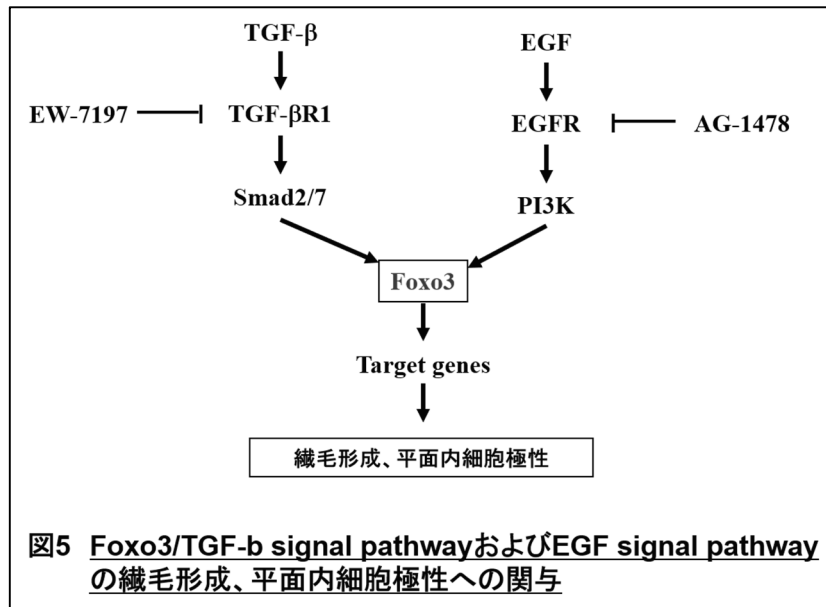 TGF-β
EGF
EW-7197
TGF-βR1
EGFR
AG-1478
Smad2/7
PI3K
Foxo3
Target genes
繊毛形成、平面内細胞極性
図5 Foxo3/TGF-b signal pathwayおよびEGF signal pathway
の繊毛形成、平面内細胞極性への関与